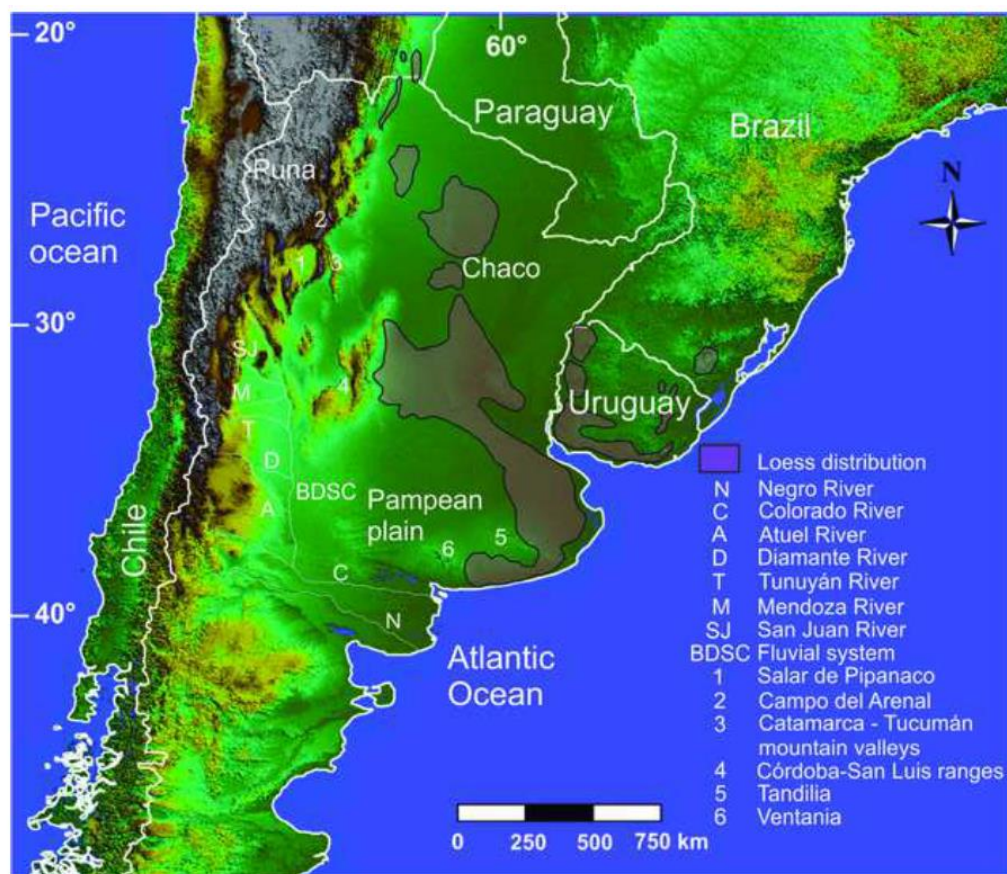 20°
60°
Paraguay
Brazil
Puna
Pacific
ocean
N
2
1
3
Chaco
30°
SJ
4
M
Uruguay
T
D
BDSC
A
Pampean
plain
5
6
Chile
C
40°
N
Atlantic
Ocean
Loess distribution
N Negro River
C Colorado River
A Atuel River
D Diamante River
T Tunuyán River
M Mendoza River
SJ San Juan River
BDSC Fluvial system
1 Salar de Pipanaco
2 Campo del Arenal
3 Catamarca - Tucumán
mountain valleys
4 Córdoba-San Luis ranges
5 Tandilia
6 Ventania
0 250 500 750 km